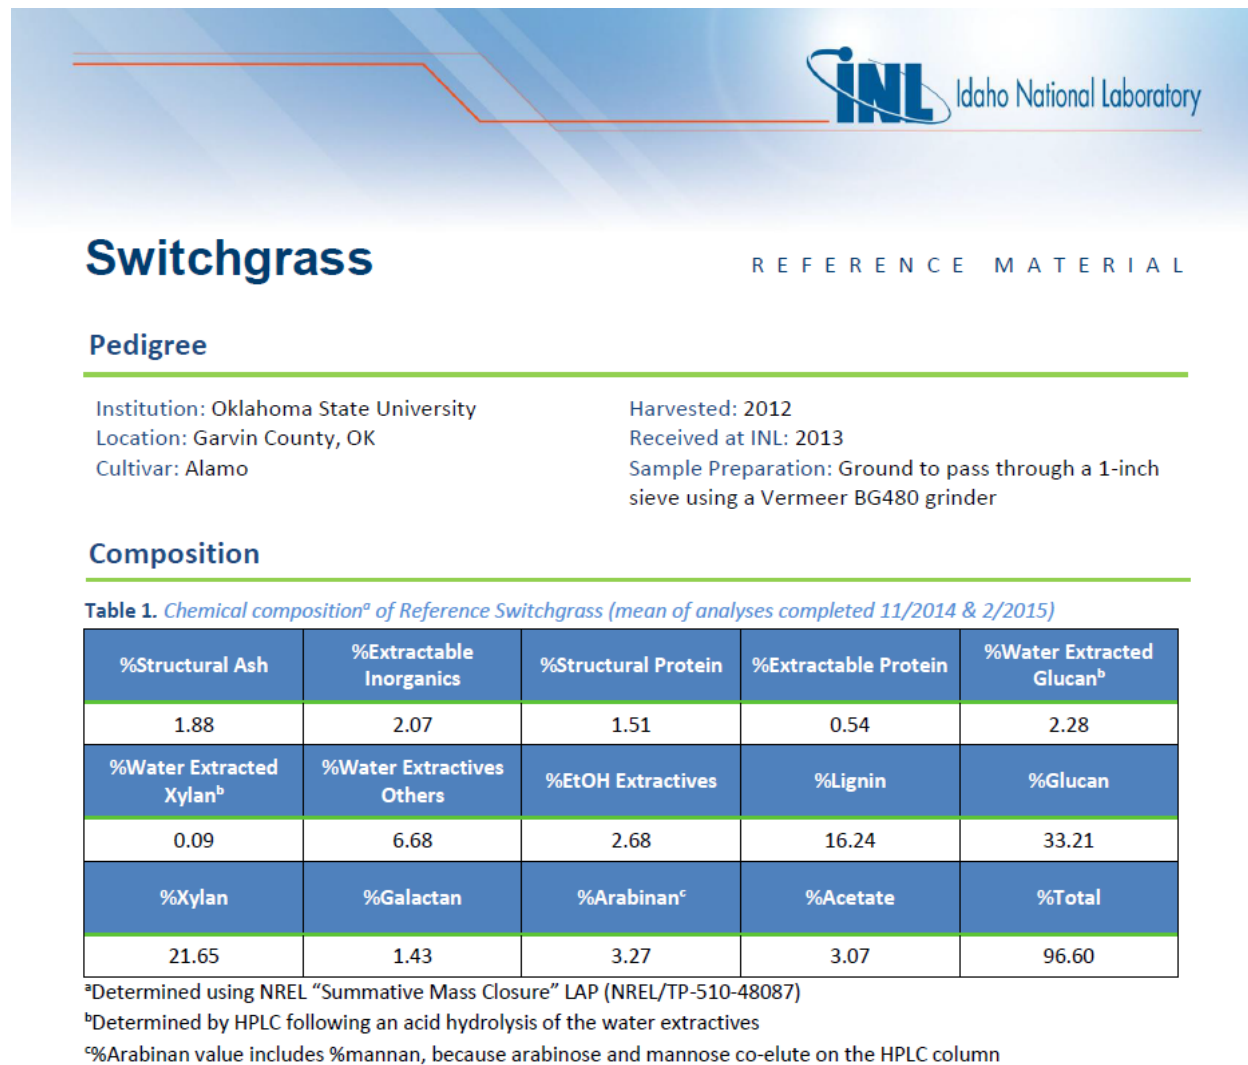 INL Idaho National Laboratory
Switchgrass
REFERENCE MATERIAL
Pedigree
Institution: Oklahoma State University
Location: Garvin County, OK
Cultivar: Alamo
Harvested: 2012
Received at INL: 2013
Sample Preparation: Ground to pass through a 1-inch
sieve using a Vermeer BG480 grinder
Composition
Table 1. Chemical compositionᵃ of Reference Switchgrass (mean of analyses completed 11/2014 & 2/2015)
%Structural Ash %Extractable Inorganics %Structural Protein %Extractable Protein %Water Extracted Glucanᵇ
1.88 2.07 1.51 0.54 2.28
%Water Extracted Xylanᵇ %Water Extractives Others %EtOH Extractives %Lignin %Glucan
0.09 6.68 2.68 16.24 33.21
%Xylan %Galactan %Arabinanᶜ %Acetate %Total
21.65 1.43 3.27 3.07 96.60
ᵃDetermined using NREL “Summative Mass Closure” LAP (NREL/TP-510-48087)
ᵇDetermined by HPLC following an acid hydrolysis of the water extractives
ᶜ%Arabinan value includes %mannan, because arabinose and mannose co-elute on the HPLC column